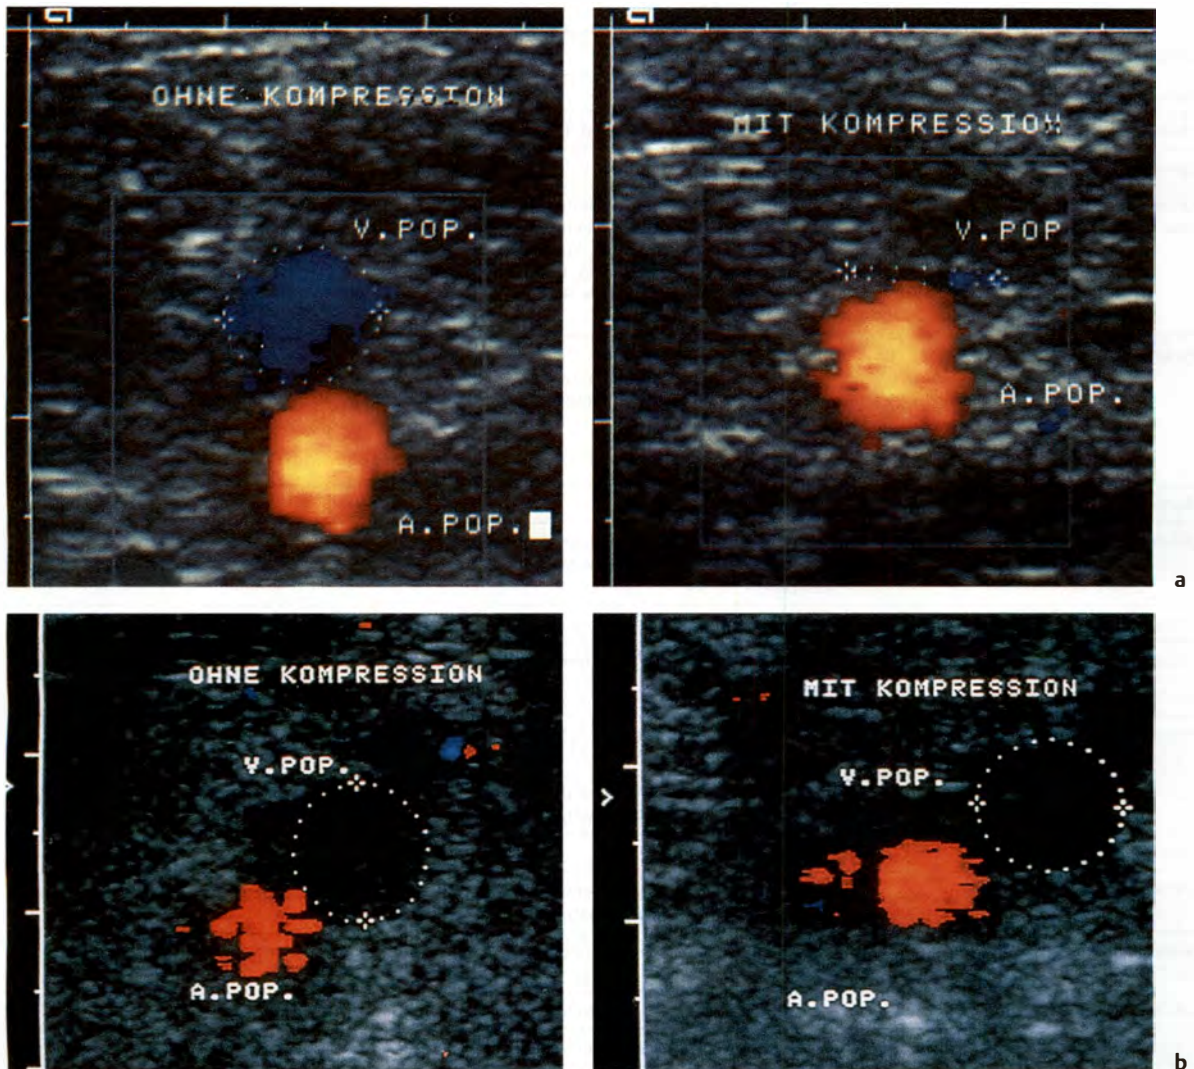 OHNE KOMPRESSION
V.POP.
A.POP.
MIT KOMPRESSION
V.POP
A.POP.
a
OHNE KOMPRESSION
V.POP.
A.POP.
MIT KOMPRESSION
V.POP.
A.POP.
b